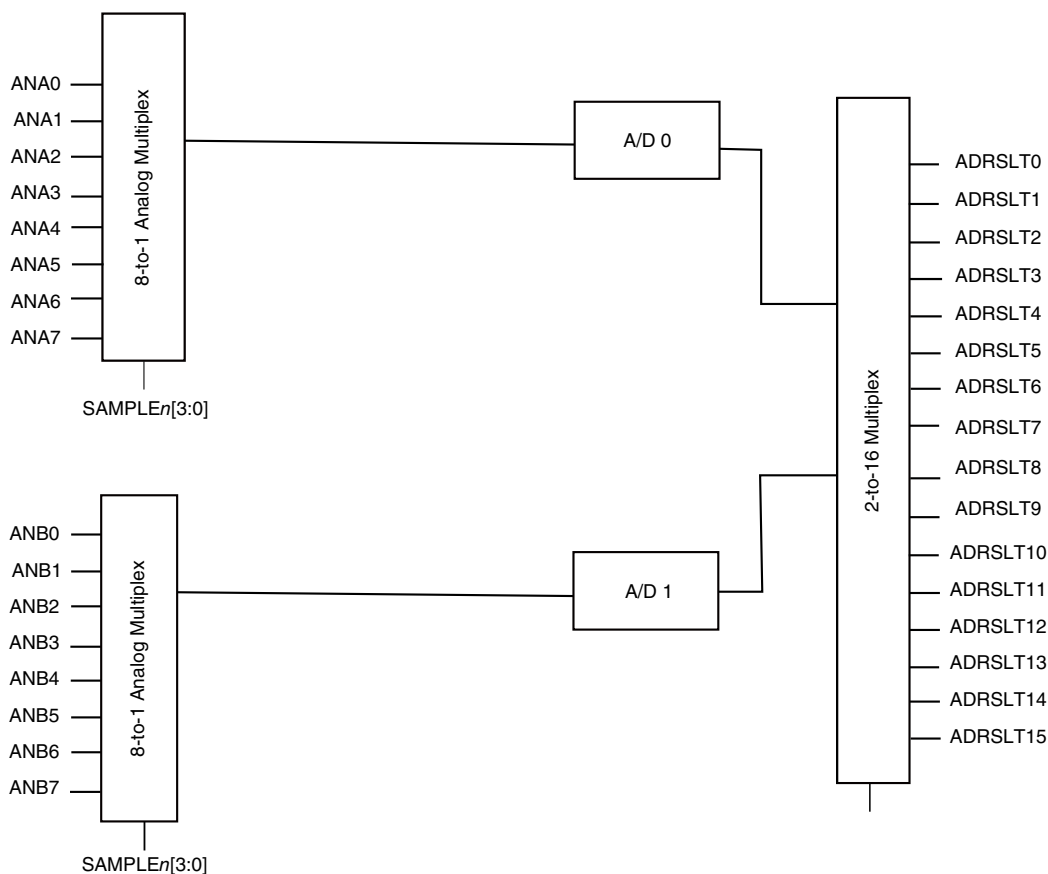 ANA0
ANA1
ANA2
ANA3
ANA4
ANA5
ANA6
ANA7
8-to-1 Analog Multiplex
SAMPLEn[3:0]
A/D 0
ANB0
ANB1
ANB2
ANB3
ANB4
ANB5
ANB6
ANB7
8-to-1 Analog Multiplex
SAMPLEn[3:0]
A/D 1
2-to-16 Multiplex
ADRSLT0
ADRSLT1
ADRSLT2
ADRSLT3
ADRSLT4
ADRSLT5
ADRSLT6
ADRSLT7
ADRSLT8
ADRSLT9
ADRSLT10
ADRSLT11
ADRSLT12
ADRSLT13
ADRSLT14
ADRSLT15